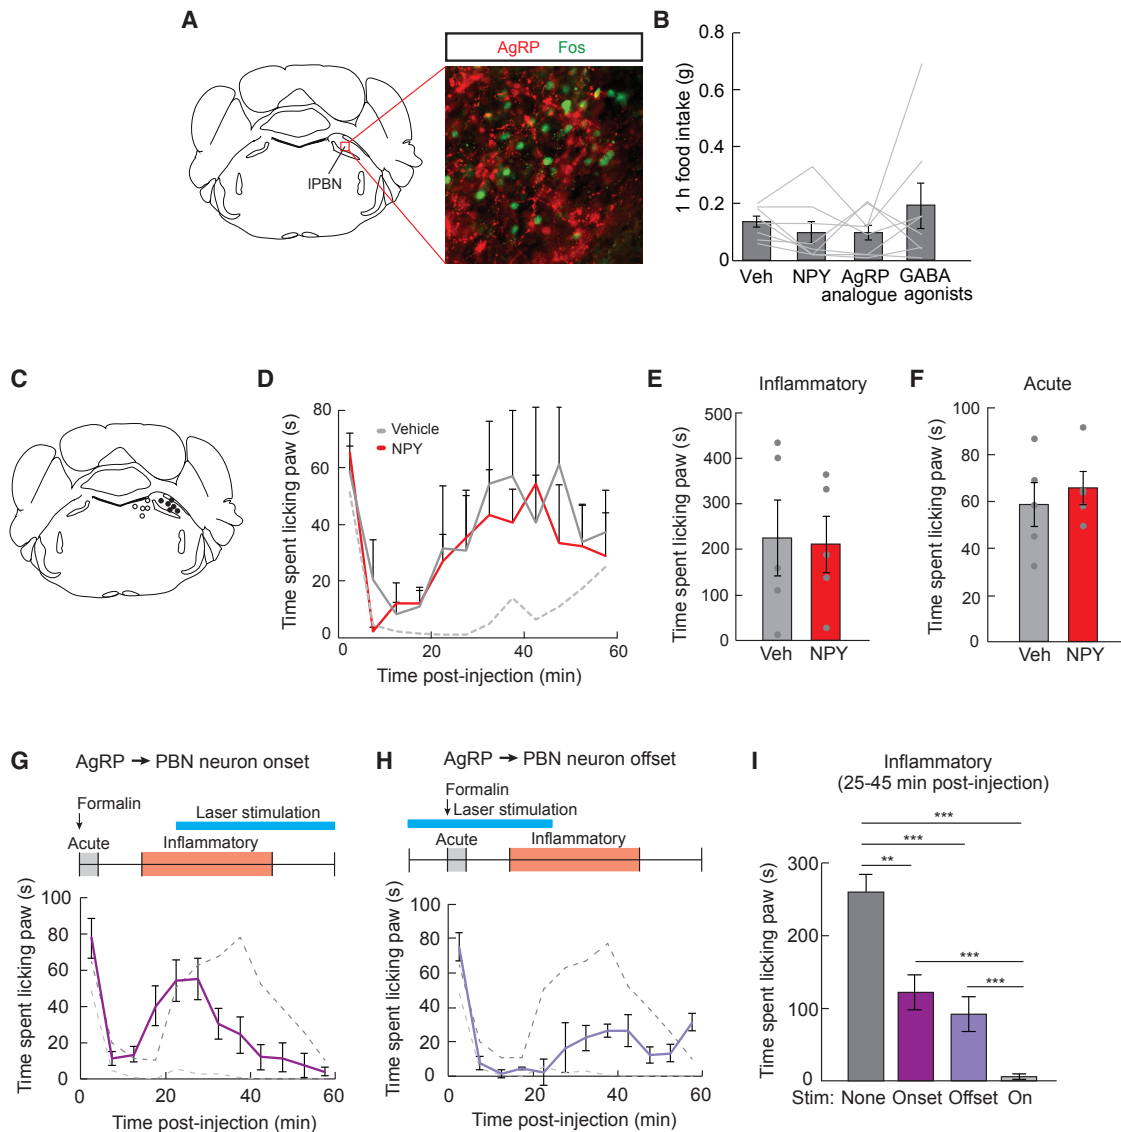 A
AgRP Fos
lPBN
B
1 h food intake (g)
0.8
0.6
0.4
0.2
0
Veh NPY AgRP analogue GABA agonists
C
D
Time spent licking paw (s)
80
60
40
20
0
Vehicle
NPY
0 20 40 60
Time post-injection (min)
E
Inflammatory
Time spent licking paw (s)
500
400
300
200
100
0
Veh NPY
F
Acute
Time spent licking paw (s)
100
80
60
40
20
0
Veh NPY
G
AgRP → PBN neuron onset
Formalin
Laser stimulation
Acute Inflammatory
Time spent licking paw (s)
100
80
60
40
20
0
0 20 40 60
Time post-injection (min)
H
AgRP → PBN neuron offset
Formalin
Laser stimulation
Acute Inflammatory
Time spent licking paw (s)
100
80
60
40
20
0
0 20 40 60
Time post-injection (min)
I
Inflammatory
(25-45 min post-injection)
***
***
**
***
***
Time spent licking paw (s)
300
200
100
0
Stim: None Onset Offset On